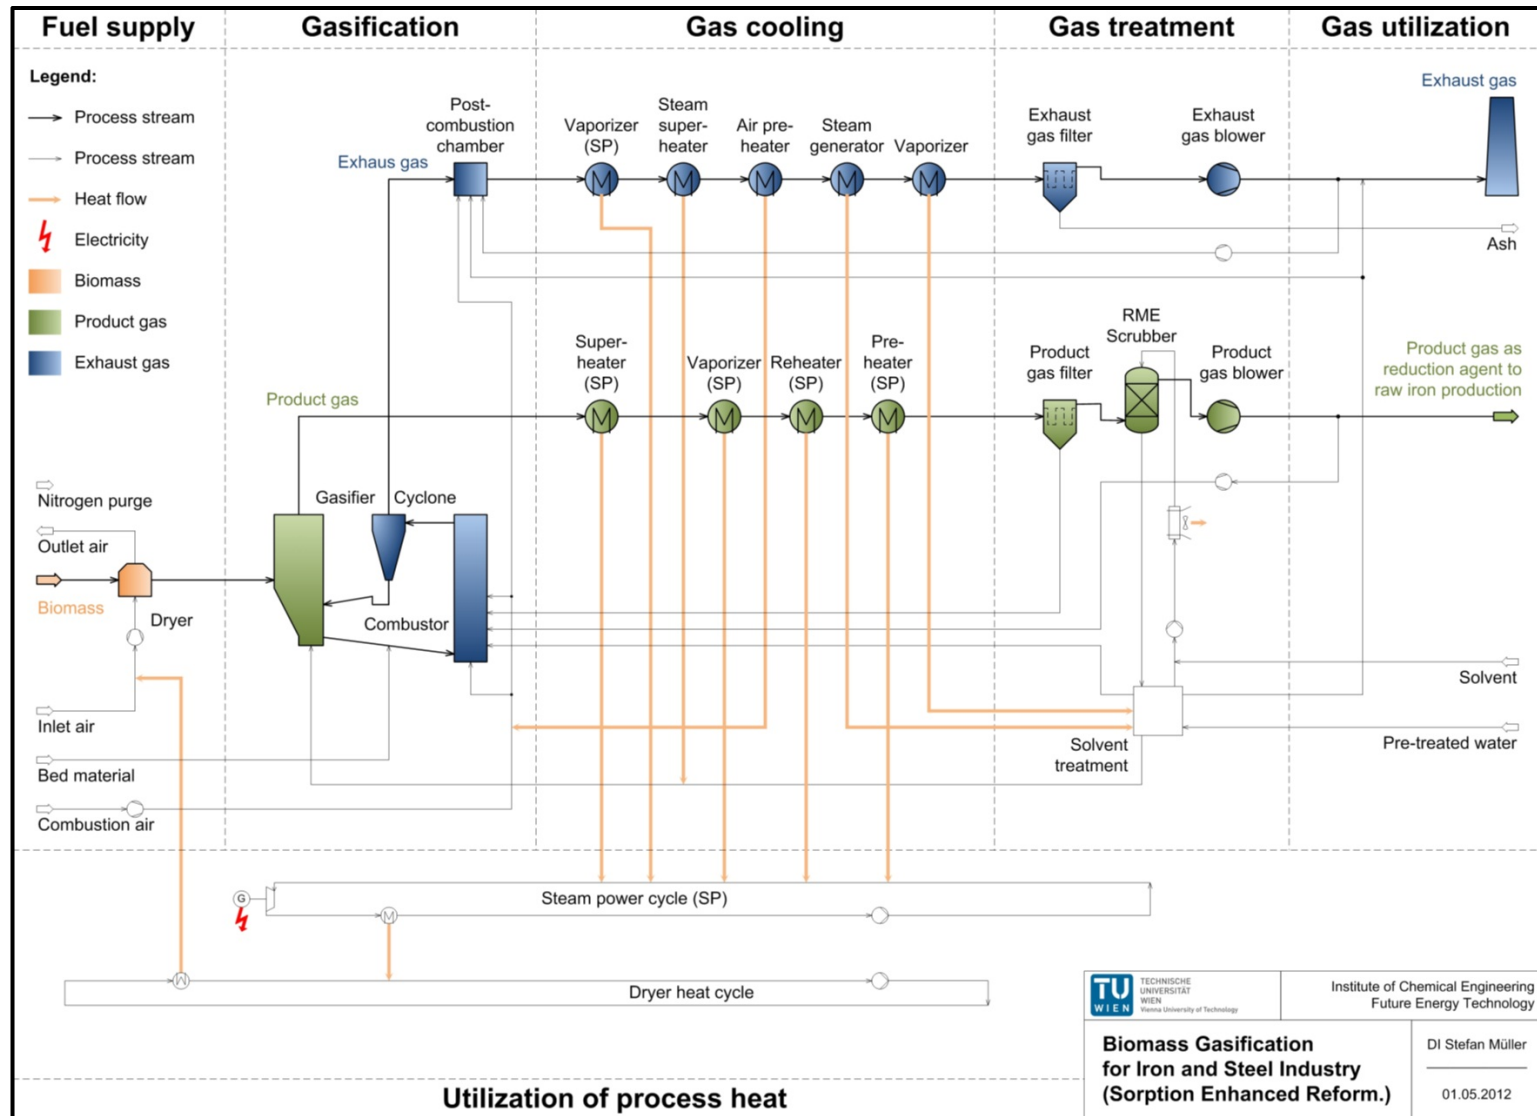 Fuel supply
Gasification
Gas cooling
Gas treatment
Gas utilization
Legend:
Process stream
Process stream
Heat flow
Electricity
Biomass
Product gas
Exhaust gas
Exhaus gas
Post-
combustion
chamber
Vaporizer
(SP)
Steam
super-
heater
Air pre-
heater
Steam
generator
Vaporizer
Exhaust
gas filter
Exhaust
gas blower
Exhaust gas
Ash
Product gas
Super-
heater
(SP)
Vaporizer
(SP)
Reheater
(SP)
Pre-
heater
(SP)
Product
gas filter
RME
Scrubber
Product
gas blower
Product gas as
reduction agent to
raw iron production
Nitrogen purge
Outlet air
Biomass
Dryer
Inlet air
Bed material
Combustion air
Gasifier
Cyclone
Combustor
Solvent
Pre-treated water
Solvent
treatment
G
Steam power cycle (SP)
Dryer heat cycle
Utilization of process heat
TU
WIEN
TECHNISCHE
UNIVERSITÄT
WIEN
Vienna University of Technology
Institute of Chemical Engineering
Future Energy Technology
Biomass Gasification
for Iron and Steel Industry
(Sorption Enhanced Reform.)
DI Stefan Müller
01.05.2012